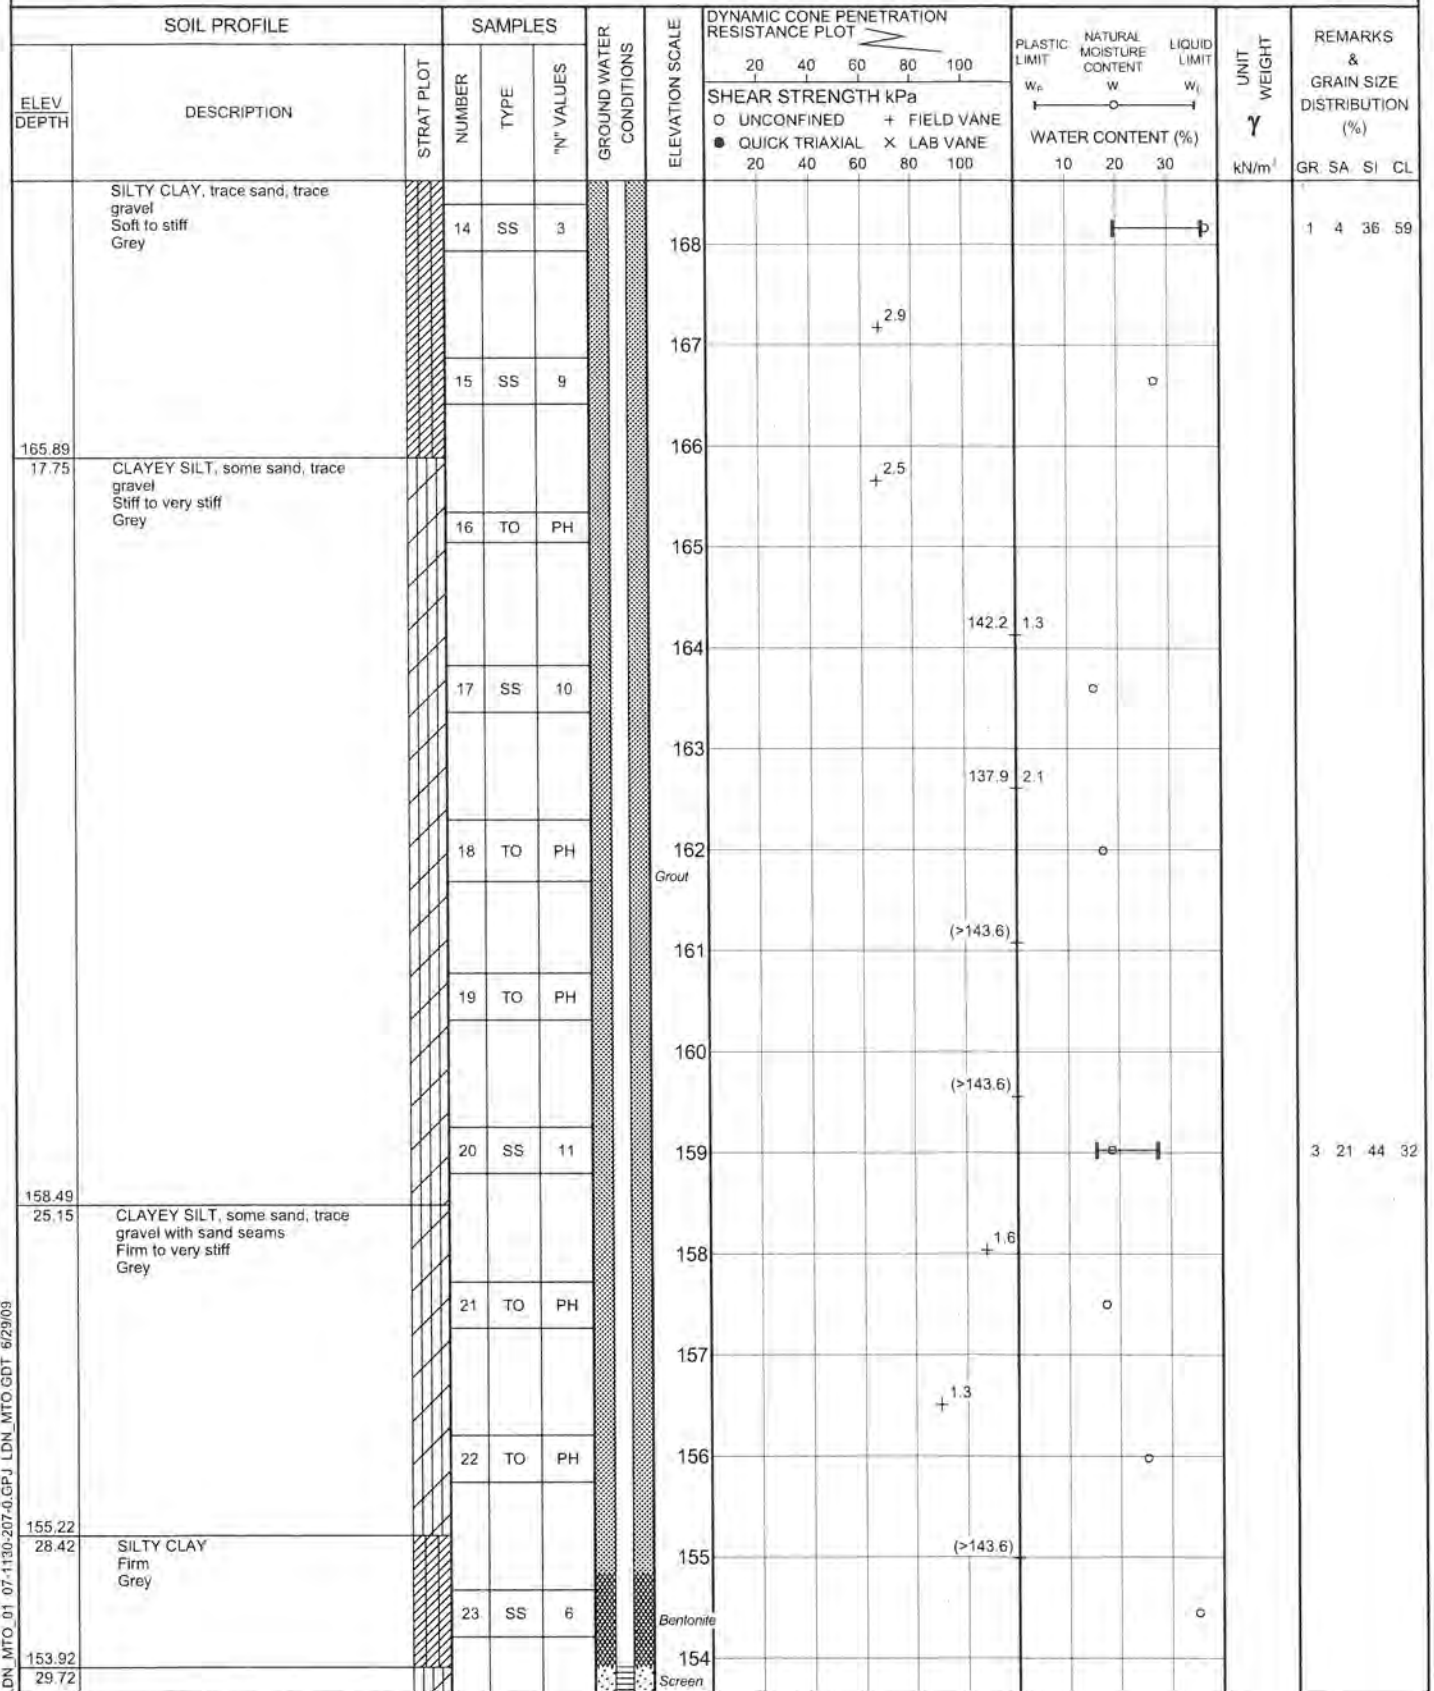 SOIL PROFILE
SAMPLES
GROUND WATER CONDITIONS
ELEVATION SCALE
DYNAMIC CONE PENETRATION
RESISTANCE PLOT
20 40 60 80 100
SHEAR STRENGTH kPa
O UNCONFINED + FIELD VANE
● QUICK TRIAXIAL × LAB VANE
20 40 60 80 100
PLASTIC LIMIT
NATURAL MOISTURE CONTENT
LIQUID LIMIT
WP W WL
WATER CONTENT (%)
10 20 30
UNIT WEIGHT
γ
kN/m³
REMARKS
&
GRAIN SIZE
DISTRIBUTION
(%)
GR SA SI CL
ELEV
DEPTH
DESCRIPTION
STRAT PLOT
NUMBER
TYPE
"N" VALUES
SILTY CLAY, trace sand, trace
gravel
Soft to stiff
Grey
14 SS 3
168
1 4 36 59
2.9
167
15 SS 9
166
165.89
17.75
CLAYEY SILT, some sand, trace
gravel
Stiff to very stiff
Grey
2.5
16 TO PH
165
142.2 1.3
164
17 SS 10
163
137.9 2.1
18 TO PH
162
Grout
(>143.6)
161
19 TO PH
160
(>143.6)
20 SS 11
159
3 21 44 32
158.49
25.15
CLAYEY SILT, some sand, trace
gravel with sand seams
Firm to very stiff
Grey
1.6
158
21 TO PH
157
1.3
22 TO PH
156
155.22
28.42
SILTY CLAY
Firm
Grey
(>143.6)
155
23 SS 6
Bentonite
154
153.92
29.72
Screen
LDN_MTO_01 07-1130-207-0.GPJ LDN_MTO.GDT 6/29/09